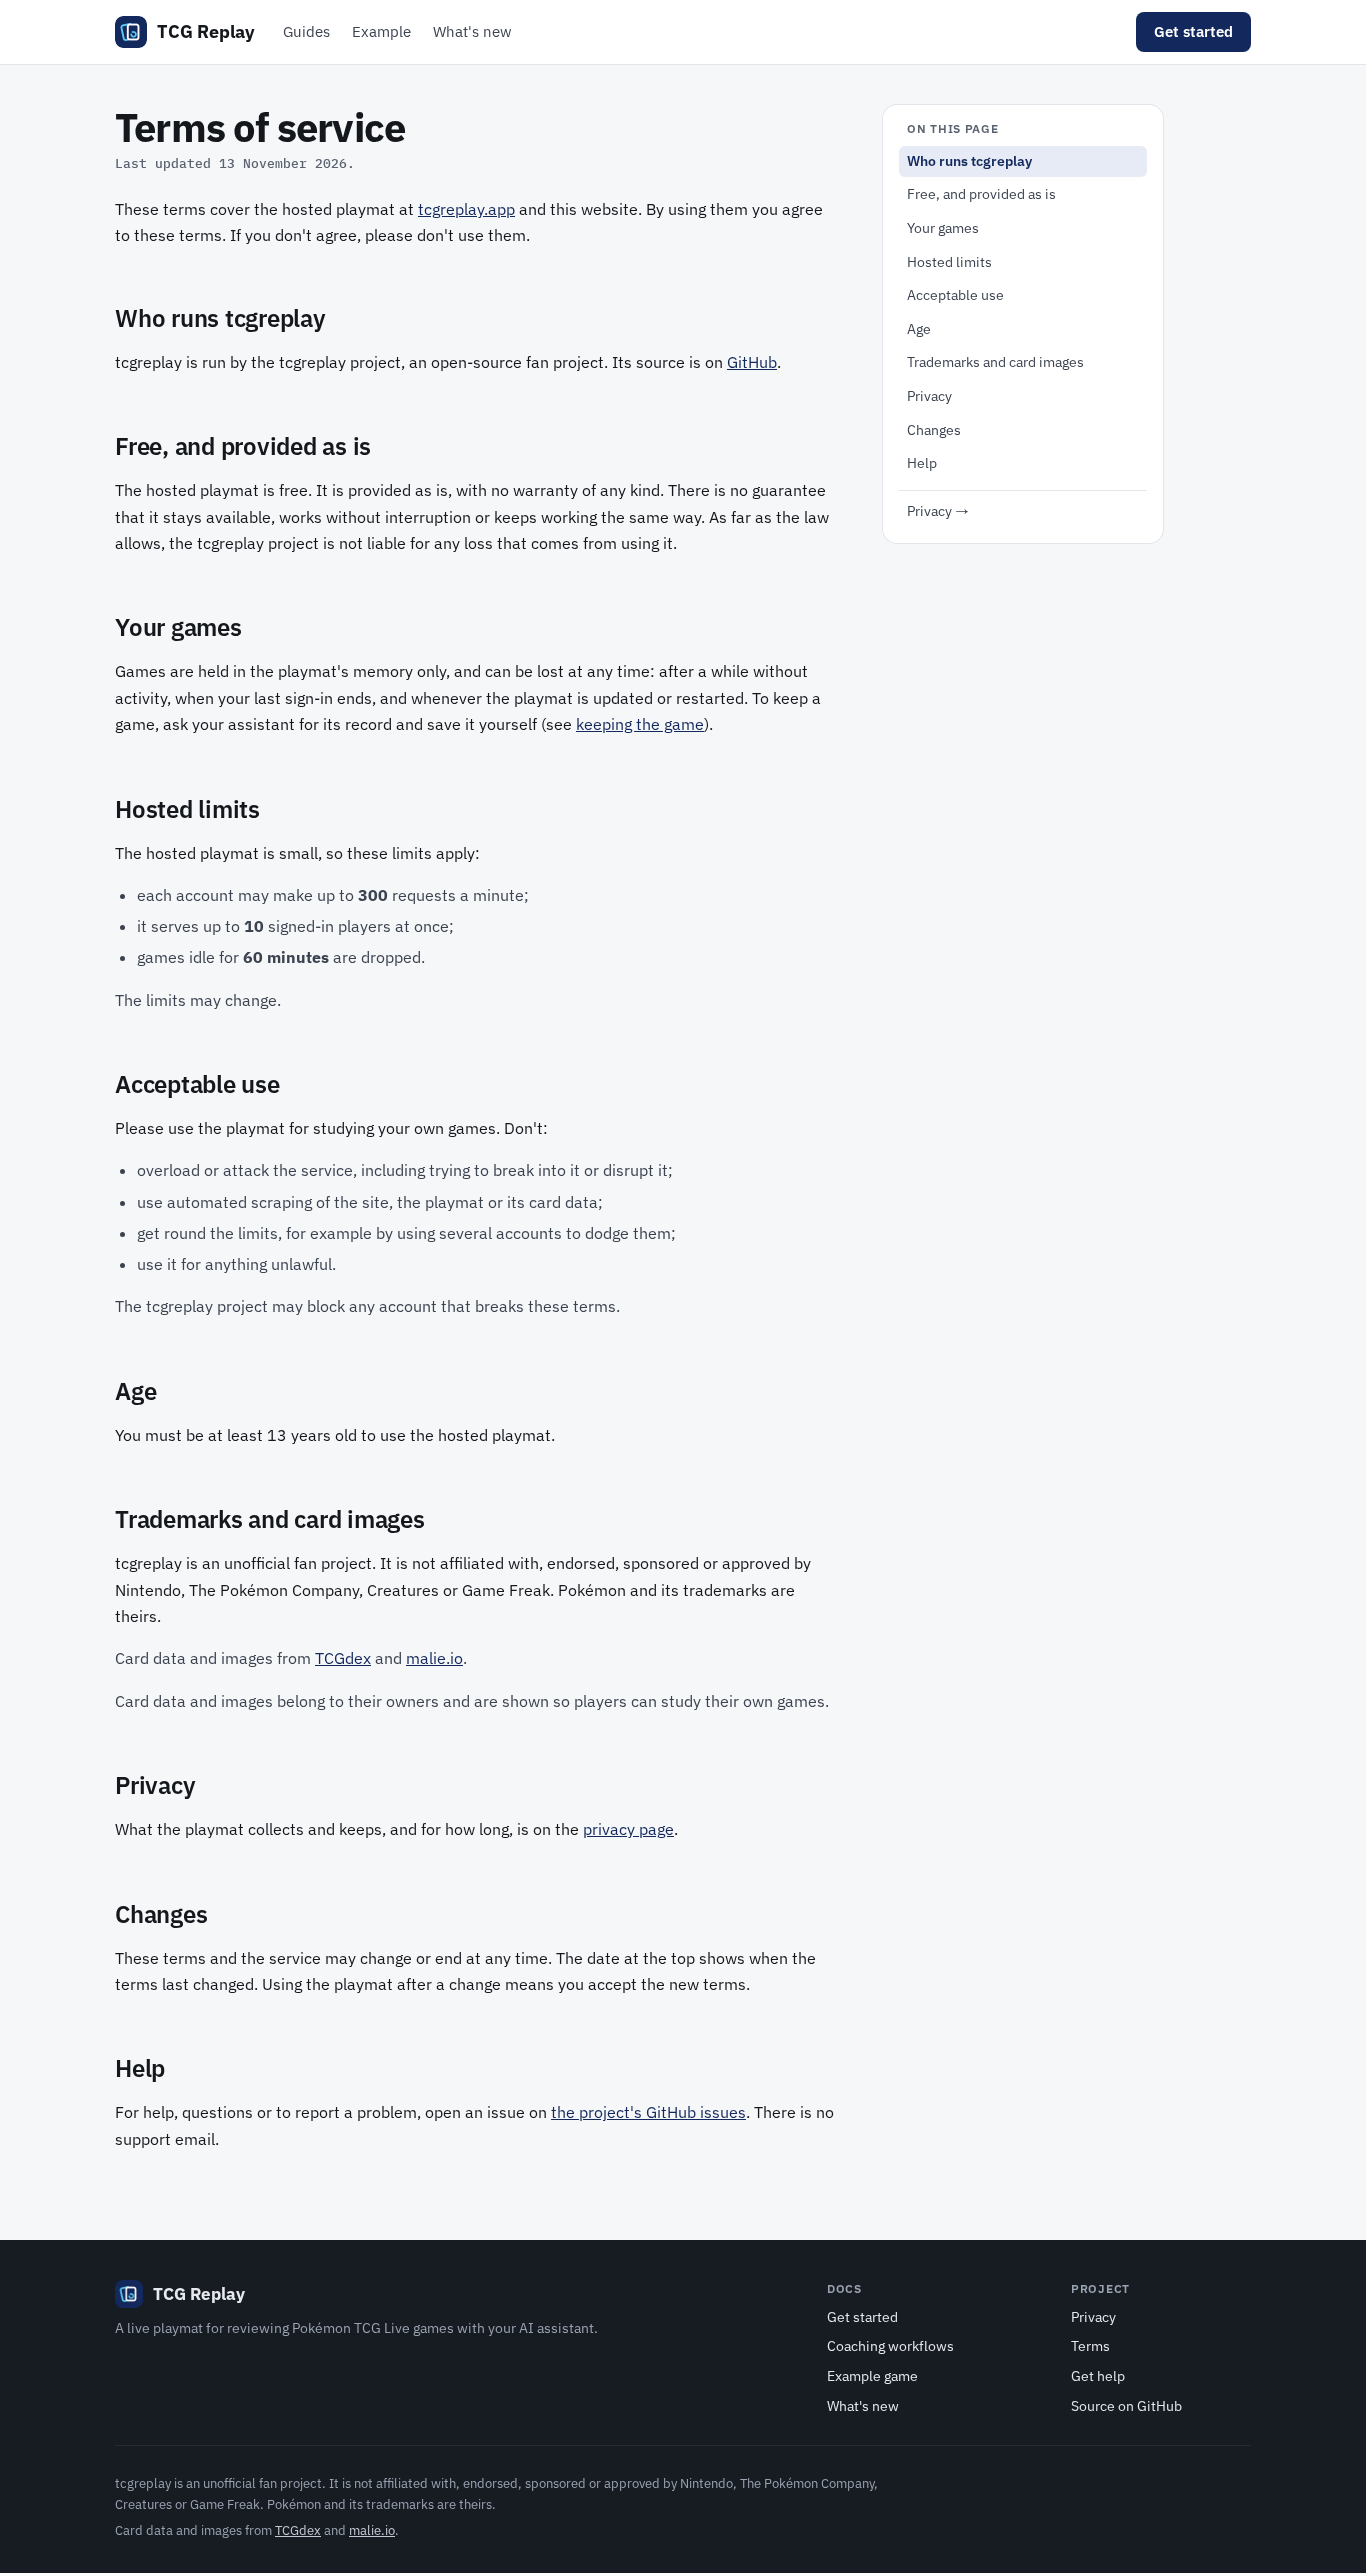 TCG Replay
Guides
Example
What's new
Get started
Terms of service
Last updated 13 November 2026.
These terms cover the hosted playmat at tcgreplay.app and this website. By using them you agree
to these terms. If you don't agree, please don't use them.
Who runs tcgreplay
tcgreplay is run by the tcgreplay project, an open-source fan project. Its source is on GitHub.
Free, and provided as is
The hosted playmat is free. It is provided as is, with no warranty of any kind. There is no guarantee
that it stays available, works without interruption or keeps working the same way. As far as the law
allows, the tcgreplay project is not liable for any loss that comes from using it.
Your games
Games are held in the playmat's memory only, and can be lost at any time: after a while without
activity, when your last sign-in ends, and whenever the playmat is updated or restarted. To keep a
game, ask your assistant for its record and save it yourself (see keeping the game).
Hosted limits
The hosted playmat is small, so these limits apply:
• each account may make up to 300 requests a minute;
• it serves up to 10 signed-in players at once;
• games idle for 60 minutes are dropped.
The limits may change.
Acceptable use
Please use the playmat for studying your own games. Don't:
• overload or attack the service, including trying to break into it or disrupt it;
• use automated scraping of the site, the playmat or its card data;
• get round the limits, for example by using several accounts to dodge them;
• use it for anything unlawful.
The tcgreplay project may block any account that breaks these terms.
Age
You must be at least 13 years old to use the hosted playmat.
Trademarks and card images
tcgreplay is an unofficial fan project. It is not affiliated with, endorsed, sponsored or approved by
Nintendo, The Pokémon Company, Creatures or Game Freak. Pokémon and its trademarks are
theirs.
Card data and images from TCGdex and malie.io.
Card data and images belong to their owners and are shown so players can study their own games.
Privacy
What the playmat collects and keeps, and for how long, is on the privacy page.
Changes
These terms and the service may change or end at any time. The date at the top shows when the
terms last changed. Using the playmat after a change means you accept the new terms.
Help
For help, questions or to report a problem, open an issue on the project's GitHub issues. There is no
support email.
ON THIS PAGE
Who runs tcgreplay
Free, and provided as is
Your games
Hosted limits
Acceptable use
Age
Trademarks and card images
Privacy
Changes
Help
Privacy →
TCG Replay
A live playmat for reviewing Pokémon TCG Live games with your AI assistant.
DOCS
Get started
Coaching workflows
Example game
What's new
PROJECT
Privacy
Terms
Get help
Source on GitHub
tcgreplay is an unofficial fan project. It is not affiliated with, endorsed, sponsored or approved by Nintendo, The Pokémon Company,
Creatures or Game Freak. Pokémon and its trademarks are theirs.
Card data and images from TCGdex and malie.io.